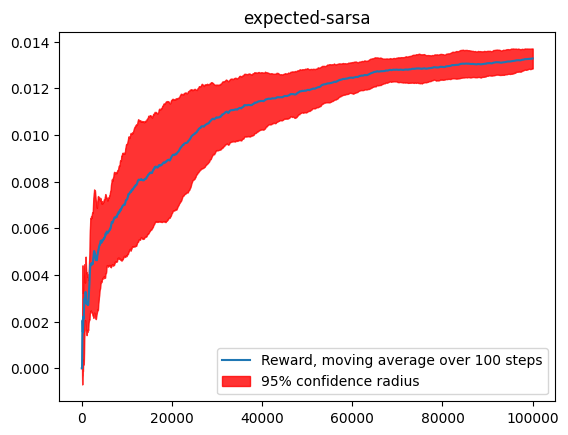 expected-sarsa
0.014
0.012
0.010
0.008
0.006
0.004
0.002
0.000
Reward, moving average over 100 steps
95% confidence radius
0 20000 40000 60000 80000 100000